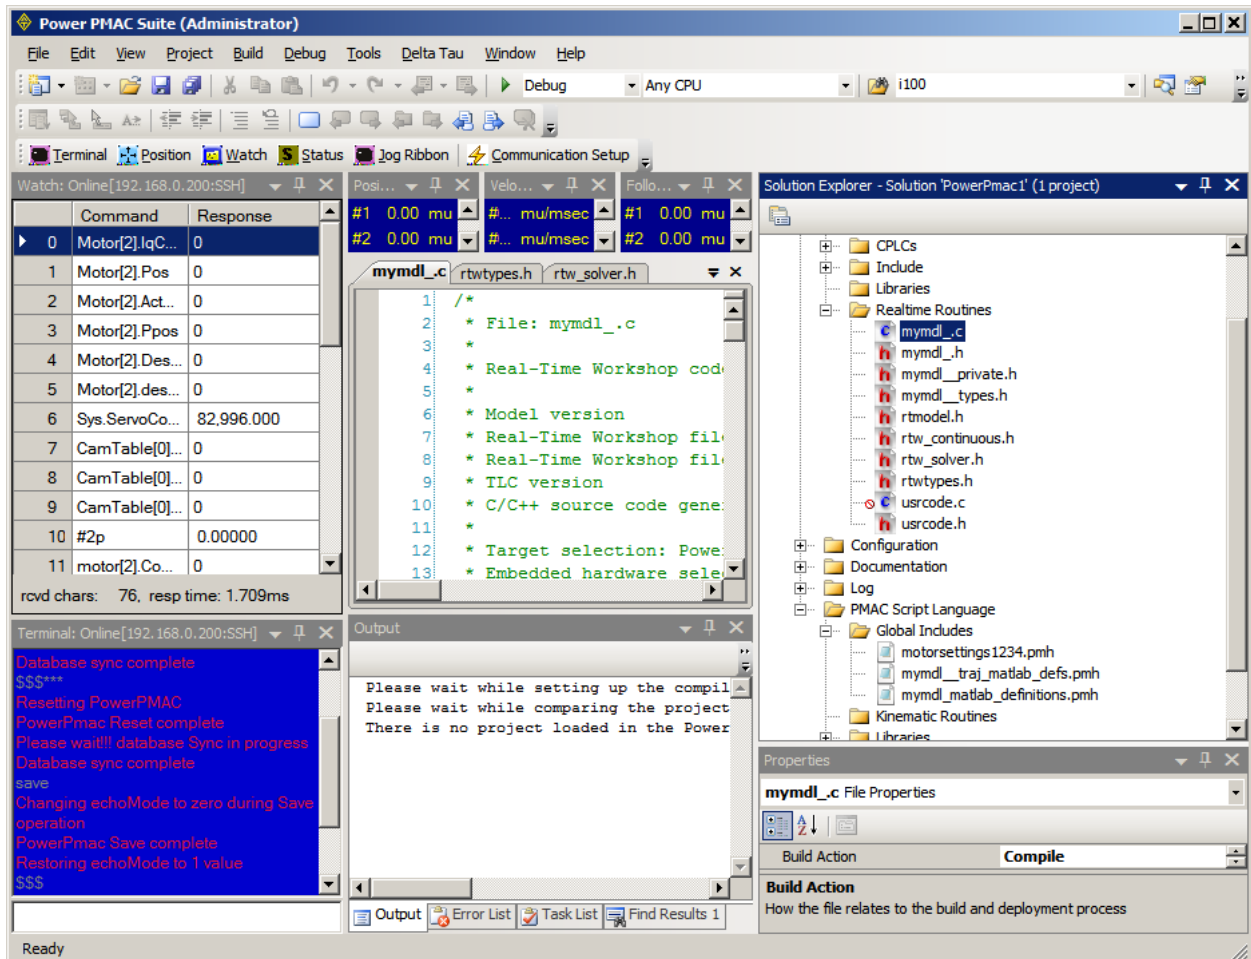 Power PMAC Suite (Administrator)
File Edit View Project Build Debug Tools Delta Tau Window Help
Debug Any CPU i100
Terminal Position Watch Status Jog Ribbon Communication Setup
Watch: Online[192.168.0.200:SSH]
Command Response
0 Motor[2].IqC... 0
1 Motor[2].Pos 0
2 Motor[2].Act... 0
3 Motor[2].Ppos 0
4 Motor[2].Des... 0
5 Motor[2].des... 0
6 Sys.ServoCo... 82,996.000
7 CamTable[0]... 0
8 CamTable[0]... 0
9 CamTable[0]... 0
10 #2p 0.00000
11 motor[2].Co... 0
rcvd chars: 76, resp time: 1.709ms
Terminal: Online[192.168.0.200:SSH]
Database sync complete
$$$***
Resetting PowerPMAC
PowerPmac Reset complete
Please wait!!! database Sync in progress
Database sync complete
save
Changing echoMode to zero during Save
operation
PowerPmac Save complete
Restoring echoMode to 1 value
$$$
Posi... Velo... Follo...
#1 0.00 mu #... mu/msec #1 0.00 mu
#2 0.00 mu #... mu/msec #2 0.00 mu
mymdl_.c rtwtypes.h rtw_solver.h
1 /*
2 * File: mymdl_.c
3 *
4 * Real-Time Workshop cod
5 *
6 * Model version
7 * Real-Time Workshop fil
8 * Real-Time Workshop fil
9 * TLC version
10 * C/C++ source code gene
11 *
12 * Target selection: Powe
13 * Embedded hardware sele
Output
Please wait while setting up the compil
Please wait while comparing the project
There is no project loaded in the Power
Output Error List Task List Find Results 1
Solution Explorer - Solution 'PowerPmac1' (1 project)
CPLCs
Include
Libraries
Realtime Routines
mymdl_.c
mymdl_.h
mymdl__private.h
mymdl__types.h
rtmodel.h
rtw_continuous.h
rtw_solver.h
rtwtypes.h
usrcode.c
usrcode.h
Configuration
Documentation
Log
PMAC Script Language
Global Includes
motorsettings1234.pmh
mymdl__traj_matlab_defs.pmh
mymdl_matlab_definitions.pmh
Kinematic Routines
Libraries
Properties
mymdl_.c File Properties
Build Action Compile
Build Action
How the file relates to the build and deployment process
Ready